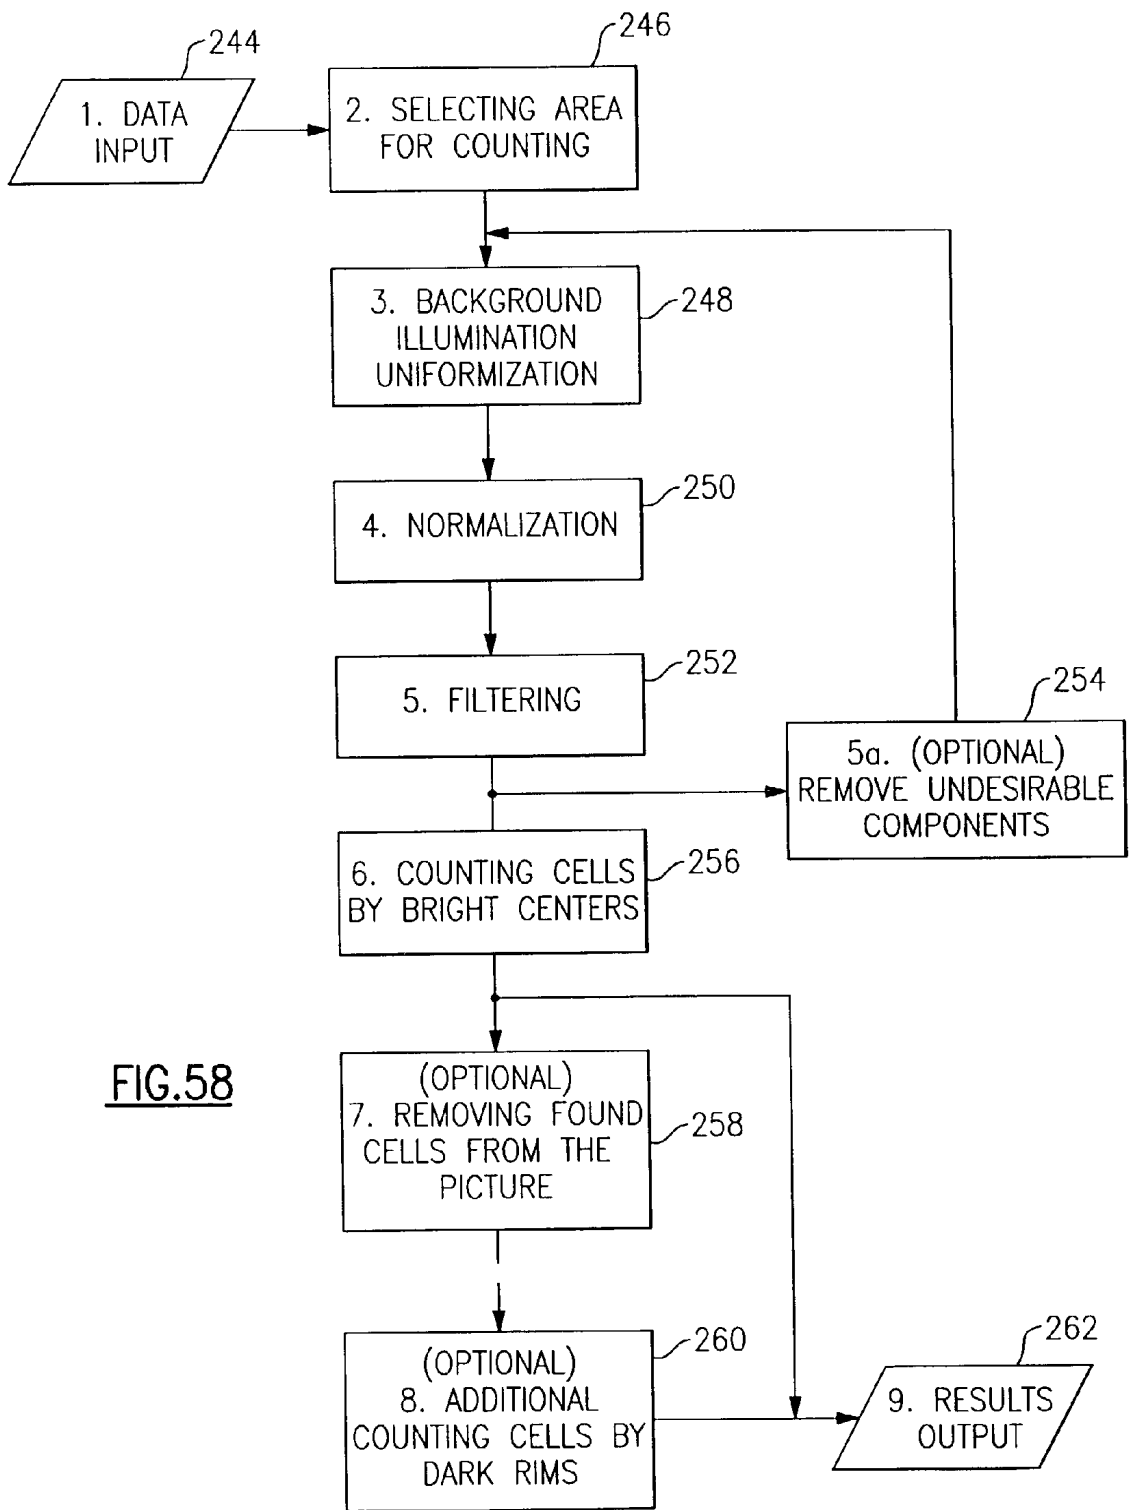 244
1. DATA
INPUT
246
2. SELECTING AREA
FOR COUNTING
3. BACKGROUND
ILLUMINATION
UNIFORMIZATION
248
4. NORMALIZATION
250
5. FILTERING
252
254
5a. (OPTIONAL)
REMOVE UNDESIRABLE
COMPONENTS
6. COUNTING CELLS
BY BRIGHT CENTERS
256
FIG.58
(OPTIONAL)
7. REMOVING FOUND
CELLS FROM THE
PICTURE
258
(OPTIONAL)
8. ADDITIONAL
COUNTING CELLS BY
DARK RIMS
260
262
9. RESULTS
OUTPUT